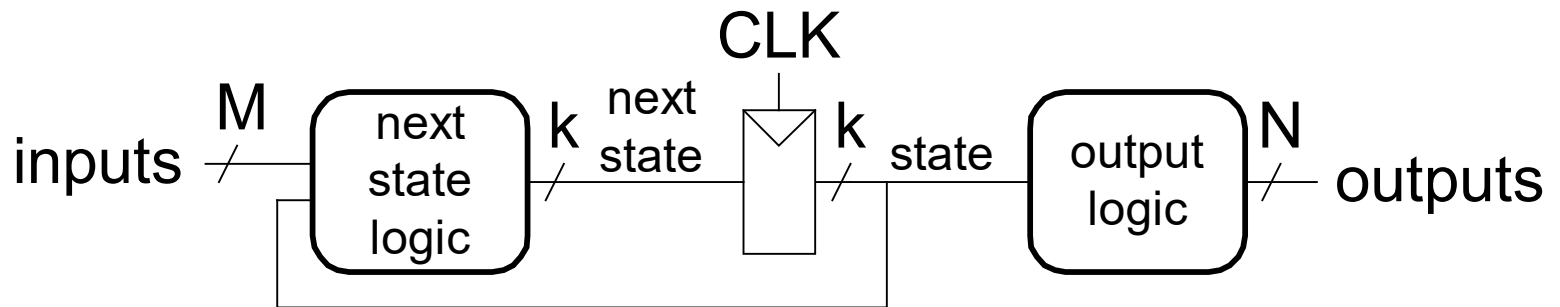 CLK
inputs
M
next
state
logic
k
next
state
k
state
output
logic
N
outputs